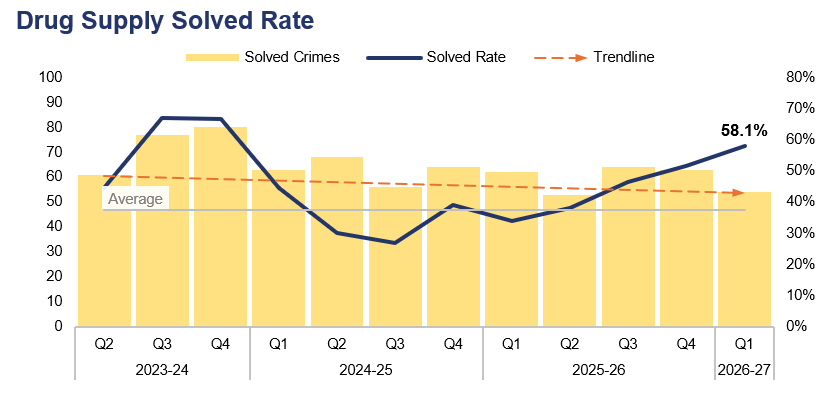 Drug Supply Solved Rate
Solved Crimes Solved Rate Trendline
100 80%
90 70%
80 60%
70 50%
60 40%
50 30%
40 20%
30 10%
20 0%
10
0
58.1%
Average
Q2 Q3 Q4 Q1 Q2 Q3 Q4 Q1 Q2 Q3 Q4 Q1
2023-24 2024-25 2025-26 2026-27